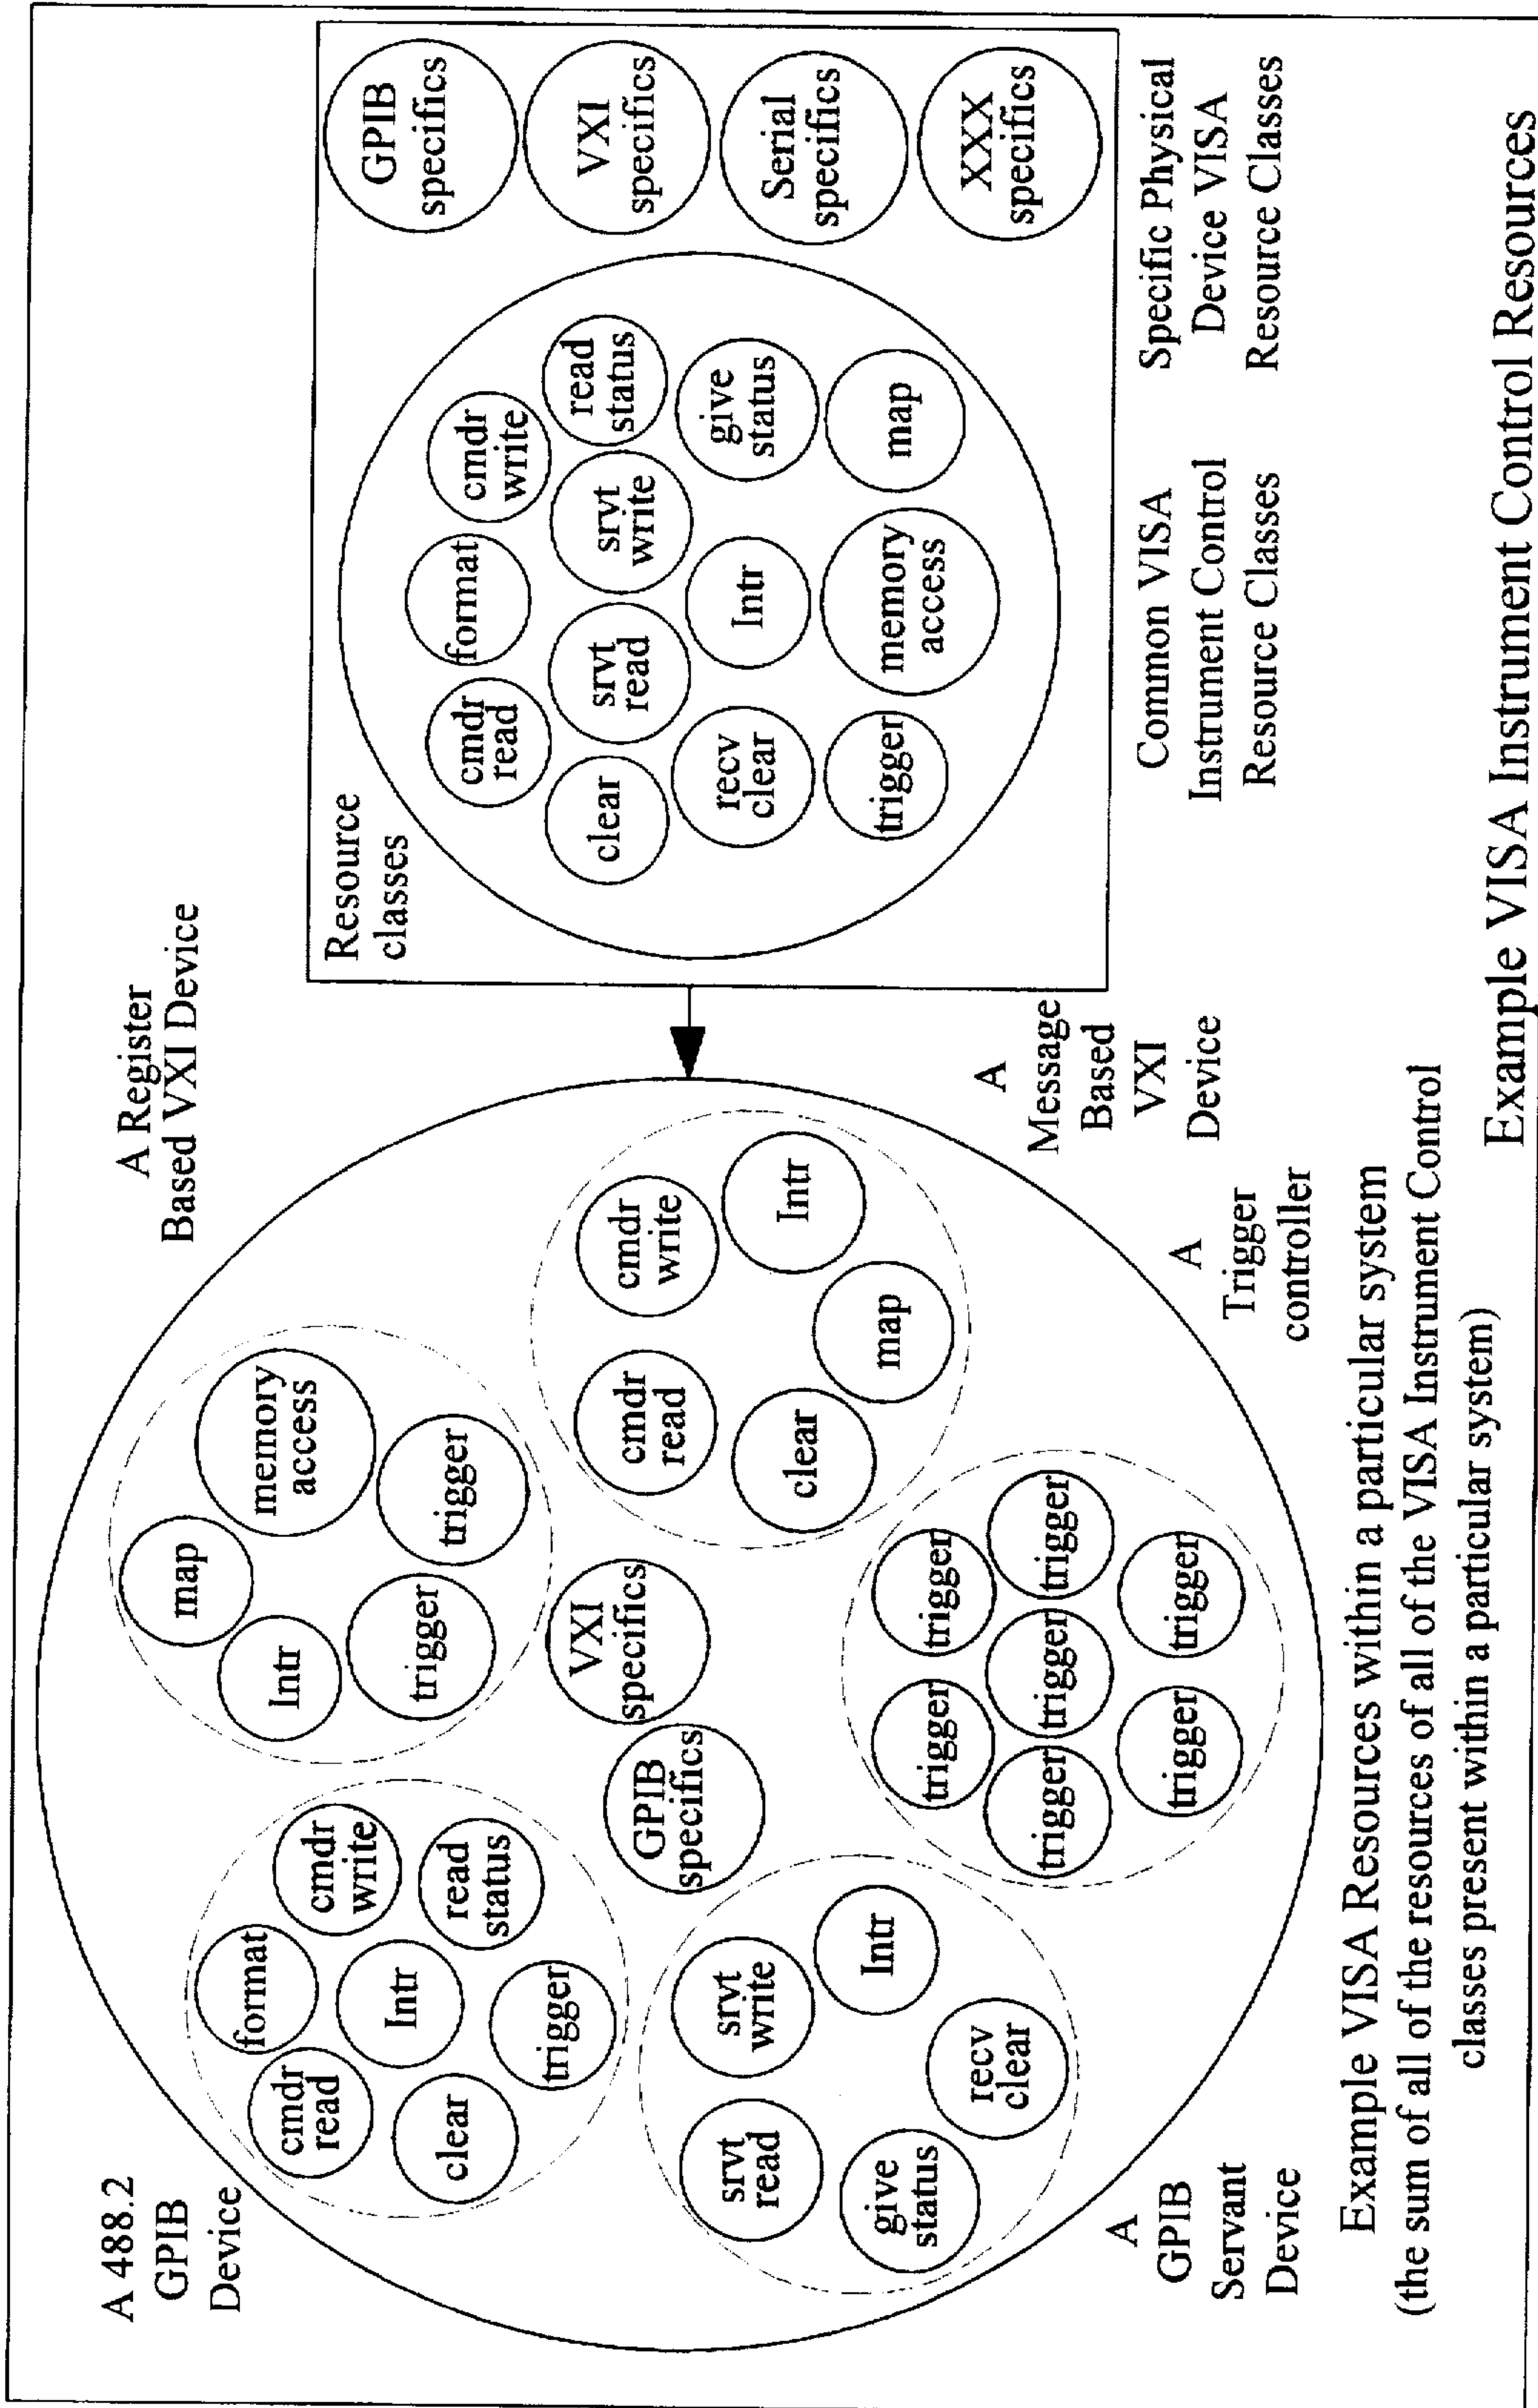 A 488.2
GPIB
Device
format
cmdr
read
cmdr
write
Intr
clear
read
status
trigger
A Register
Based VXI Device
map
memory
access
Intr
trigger
trigger
GPIB
specifics
VXI
specifics
cmdr
read
cmdr
write
clear
Intr
map
A
Message
Based
VXI
Device
srvt
read
srvt
write
give
status
Intr
recv
clear
A
GPIB
Servant
Device
trigger
trigger
trigger
trigger
trigger
trigger
trigger
A
Trigger
controller
Example VISA Resources within a particular system
(the sum of all of the resources of all of the VISA Instrument Control
classes present within a particular system)
Resource
classes
cmdr
read
format
cmdr
write
clear
srvt
read
srvt
write
read
status
recv
clear
Intr
give
status
trigger
memory
access
map
GPIB
specifics
VXI
specifics
Serial
specifics
XXX
specifics
Common VISA
Instrument Control
Resource Classes
Specific Physical
Device VISA
Resource Classes
Example VISA Instrument Control Resources